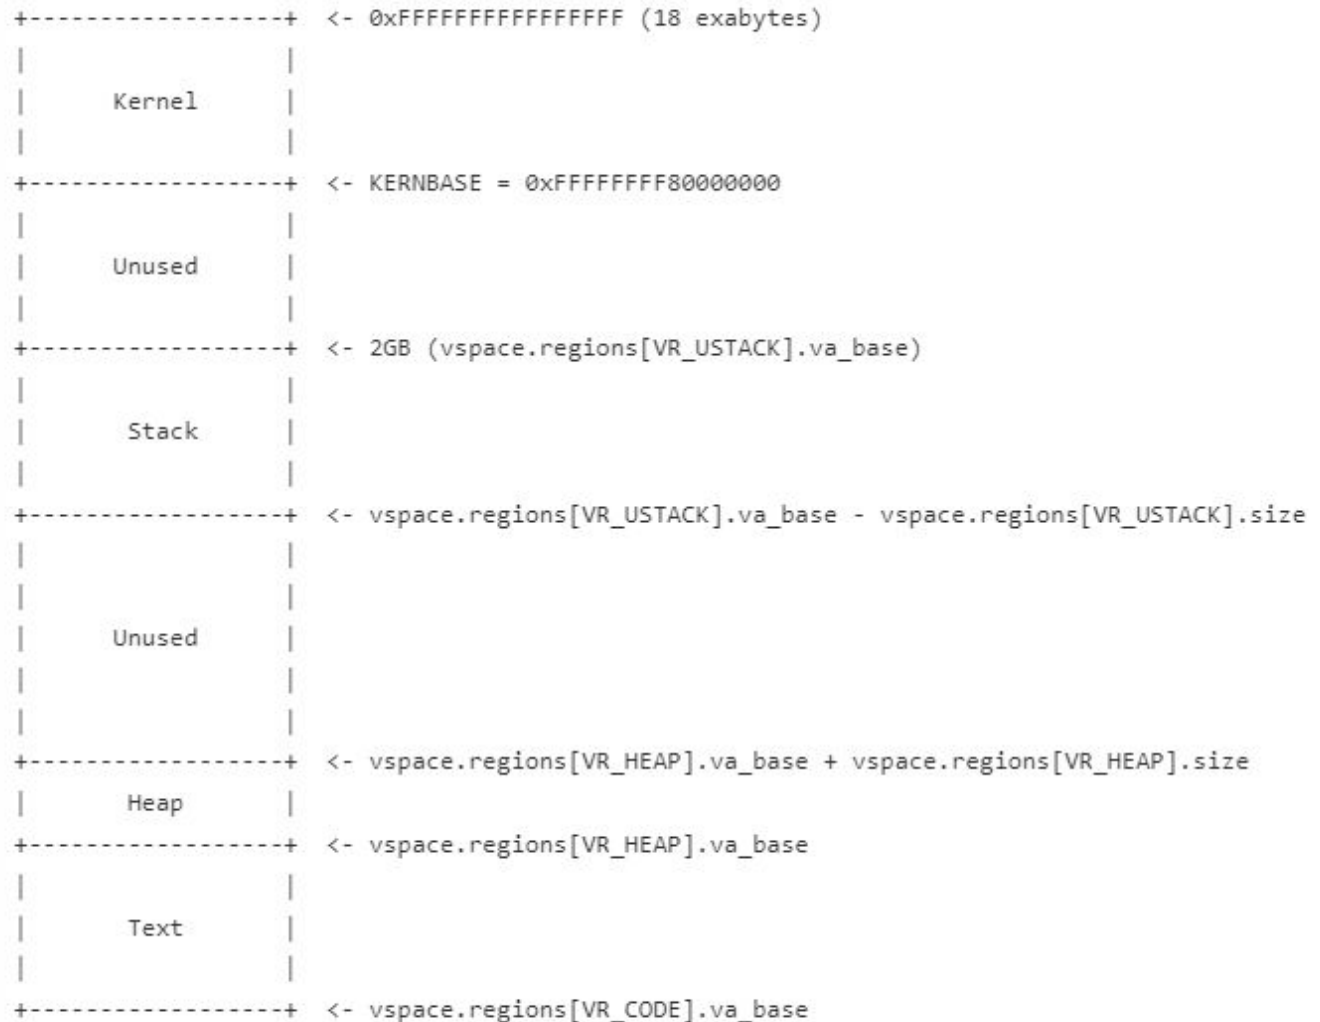 +------------------+  <- 0xFFFFFFFFFFFFFFFF (18 exabytes)
|                  |
|      Kernel      |
|                  |
+------------------+  <- KERNBASE = 0xFFFFFFFF80000000
|                  |
|      Unused      |
|                  |
+------------------+  <- 2GB (vspace.regions[VR_USTACK].va_base)
|                  |
|       Stack      |
|                  |
+------------------+  <- vspace.regions[VR_USTACK].va_base - vspace.regions[VR_USTACK].size
|                  |
|                  |
|      Unused      |
|                  |
|                  |
+------------------+  <- vspace.regions[VR_HEAP].va_base + vspace.regions[VR_HEAP].size
|       Heap       |
+------------------+  <- vspace.regions[VR_HEAP].va_base
|                  |
|       Text       |
|                  |
+------------------+  <- vspace.regions[VR_CODE].va_base